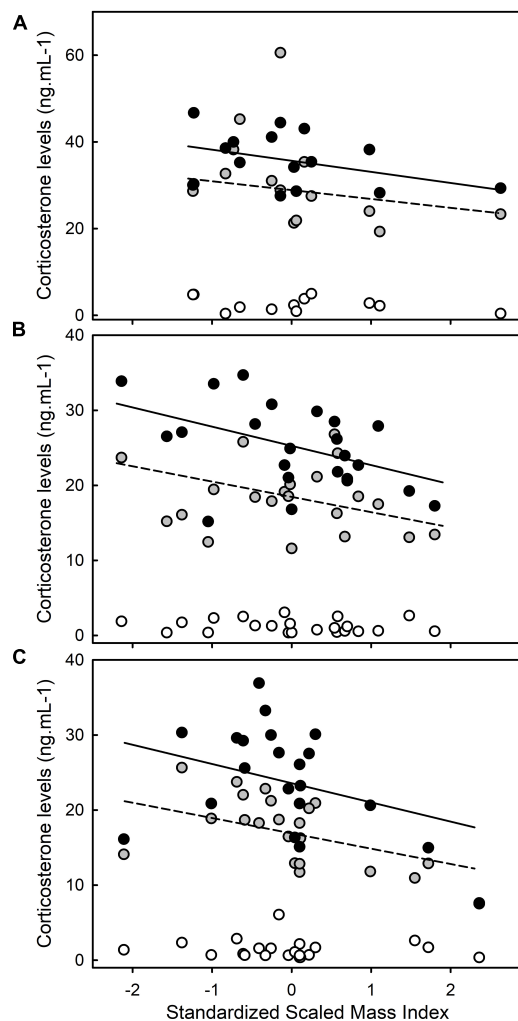 A
Corticosterone levels (ng.mL-1)
60
40
20
0
B
Corticosterone levels (ng.mL-1)
40
30
20
10
0
C
Corticosterone levels (ng.mL-1)
40
30
20
10
0
-2 -1 0 1 2
Standardized Scaled Mass Index